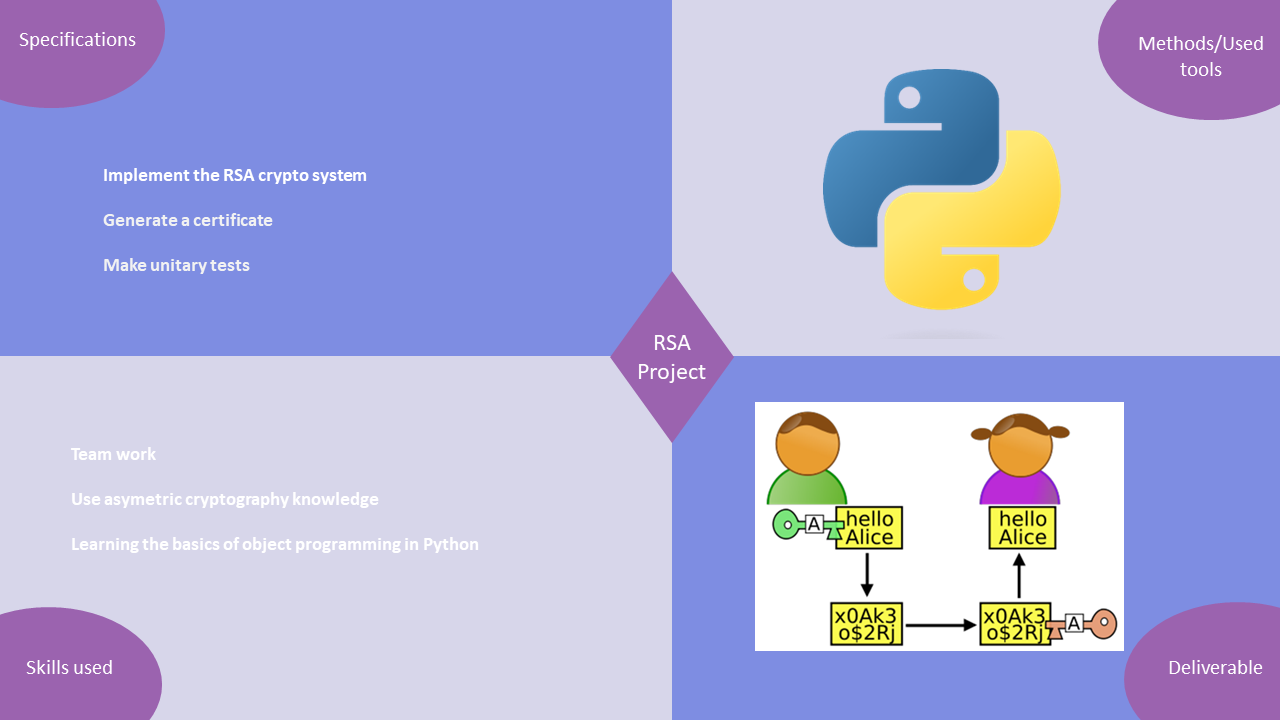 Specifications
Implement the RSA crypto system
Generate a certificate
Make unitary tests
Methods/Used
tools
RSA
Project
Team work
Use asymetric cryptography knowledge
Learning the basics of object programming in Python
Skills used
A
hello
Alice
hello
Alice
x0Ak3
o$2Rj
x0Ak3
o$2Rj
A
Deliverable